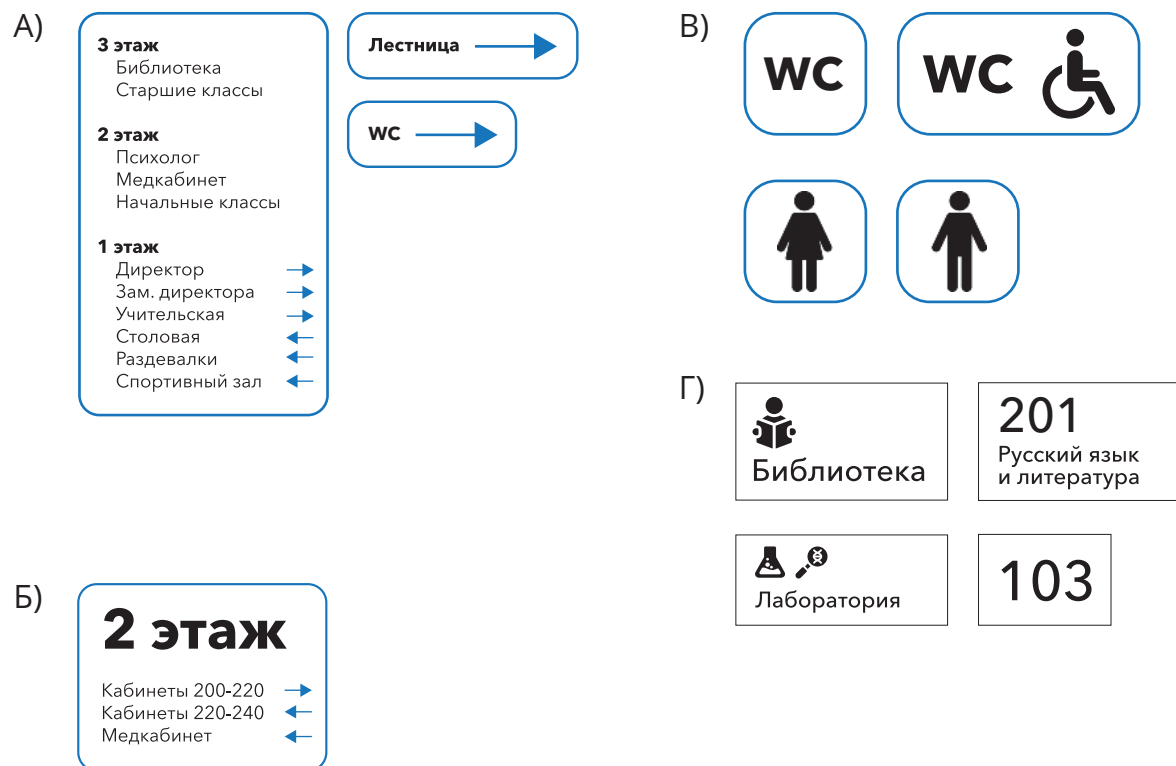 А)
3 этаж
Библиотека
Старшие классы
2 этаж
Психолог
Медкабинет
Начальные классы
1 этаж
Директор
Зам. директора
Учительская
Столовая
Раздевалки
Спортивный зал
Лестница
WC
Б)
2 этаж
Кабинеты 200-220
Кабинеты 220-240
Медкабинет
В)
WC
WC
Г)
Библиотека
201
Русский язык
и литература
Лаборатория
103